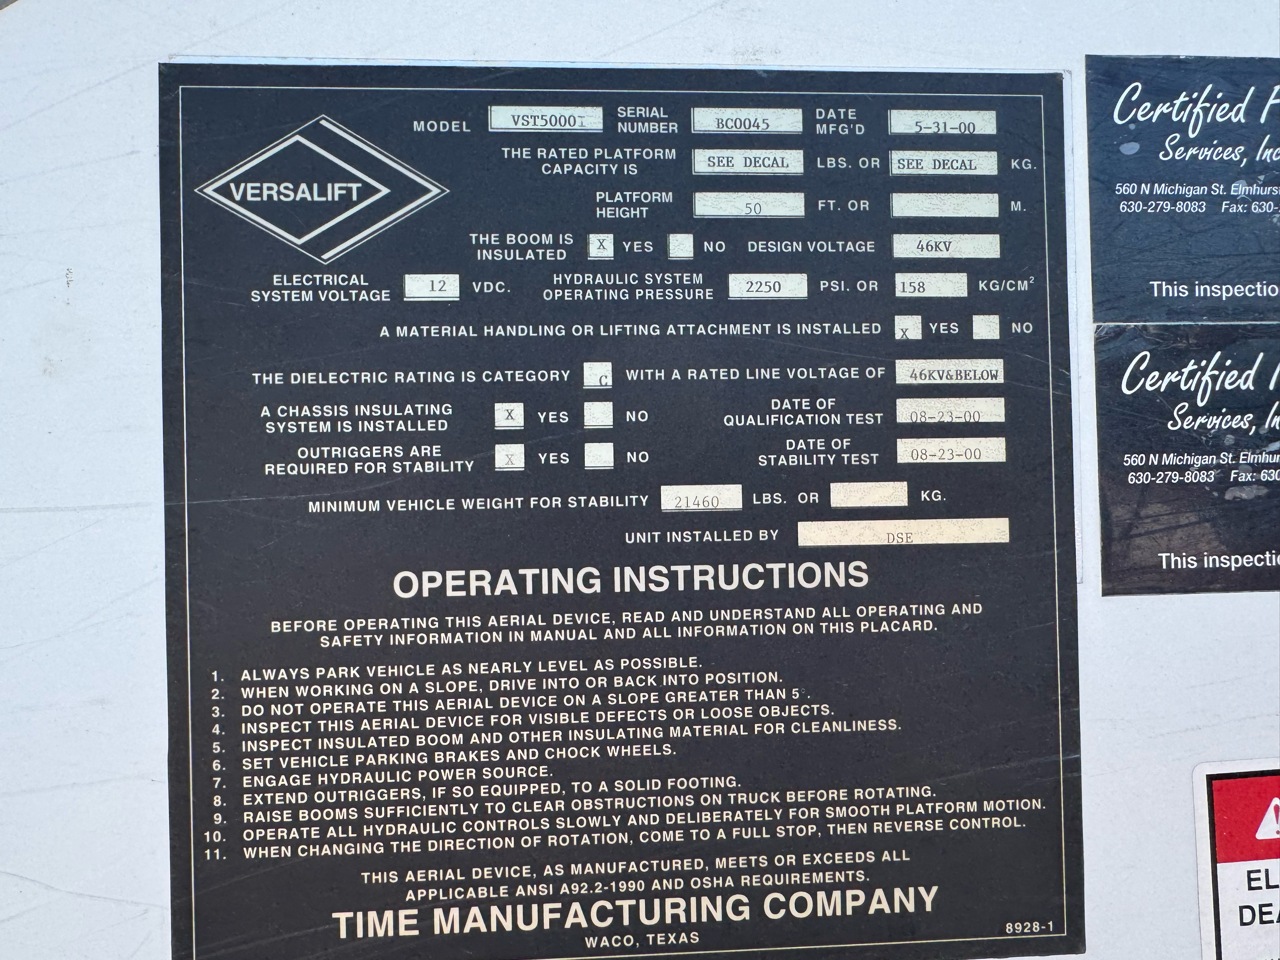 MODEL VST5000I SERIAL NUMBER BC0045 DATE MFG'D 5-31-00
VERSALIFT
THE RATED PLATFORM CAPACITY IS SEE DECAL LBS. OR SEE DECAL KG.
PLATFORM HEIGHT 50 FT. OR M.
THE BOOM IS INSULATED X YES NO DESIGN VOLTAGE 46KV
ELECTRICAL SYSTEM VOLTAGE 12 VDC. HYDRAULIC SYSTEM OPERATING PRESSURE 2250 PSI. OR 158 KG/CM²
A MATERIAL HANDLING OR LIFTING ATTACHMENT IS INSTALLED X YES NO
THE DIELECTRIC RATING IS CATEGORY C WITH A RATED LINE VOLTAGE OF 46KV&BELOW
A CHASSIS INSULATING SYSTEM IS INSTALLED X YES NO DATE OF QUALIFICATION TEST 08-23-00
OUTRIGGERS ARE REQUIRED FOR STABILITY X YES NO DATE OF STABILITY TEST 08-23-00
MINIMUM VEHICLE WEIGHT FOR STABILITY 21460 LBS. OR KG.
UNIT INSTALLED BY DSE
OPERATING INSTRUCTIONS
BEFORE OPERATING THIS AERIAL DEVICE, READ AND UNDERSTAND ALL OPERATING AND
SAFETY INFORMATION IN MANUAL AND ALL INFORMATION ON THIS PLACARD.
1. ALWAYS PARK VEHICLE AS NEARLY LEVEL AS POSSIBLE.
2. WHEN WORKING ON A SLOPE, DRIVE INTO OR BACK INTO POSITION.
3. DO NOT OPERATE THIS AERIAL DEVICE ON A SLOPE GREATER THAN 5°.
4. INSPECT THIS AERIAL DEVICE FOR VISIBLE DEFECTS OR LOOSE OBJECTS.
5. INSPECT INSULATED BOOM AND OTHER INSULATING MATERIAL FOR CLEANLINESS.
6. SET VEHICLE PARKING BRAKES AND CHOCK WHEELS.
7. ENGAGE HYDRAULIC POWER SOURCE.
8. EXTEND OUTRIGGERS, IF SO EQUIPPED, TO A SOLID FOOTING.
9. RAISE BOOMS SUFFICIENTLY TO CLEAR OBSTRUCTIONS ON TRUCK BEFORE ROTATING.
10. OPERATE ALL HYDRAULIC CONTROLS SLOWLY AND DELIBERATELY FOR SMOOTH PLATFORM MOTION.
11. WHEN CHANGING THE DIRECTION OF ROTATION, COME TO A FULL STOP, THEN REVERSE CONTROL.
THIS AERIAL DEVICE, AS MANUFACTURED, MEETS OR EXCEEDS ALL
APPLICABLE ANSI A92.2-1990 AND OSHA REQUIREMENTS.
TIME MANUFACTURING COMPANY
WACO, TEXAS
8928-1
Certified
Services, Inc
560 N Michigan St. Elmhurst
630-279-8083 Fax: 630-
This inspectio
Certified
Services, Inc
560 N Michigan St. Elmhur
630-279-8083 Fax: 630
This inspectio
EL
DEA